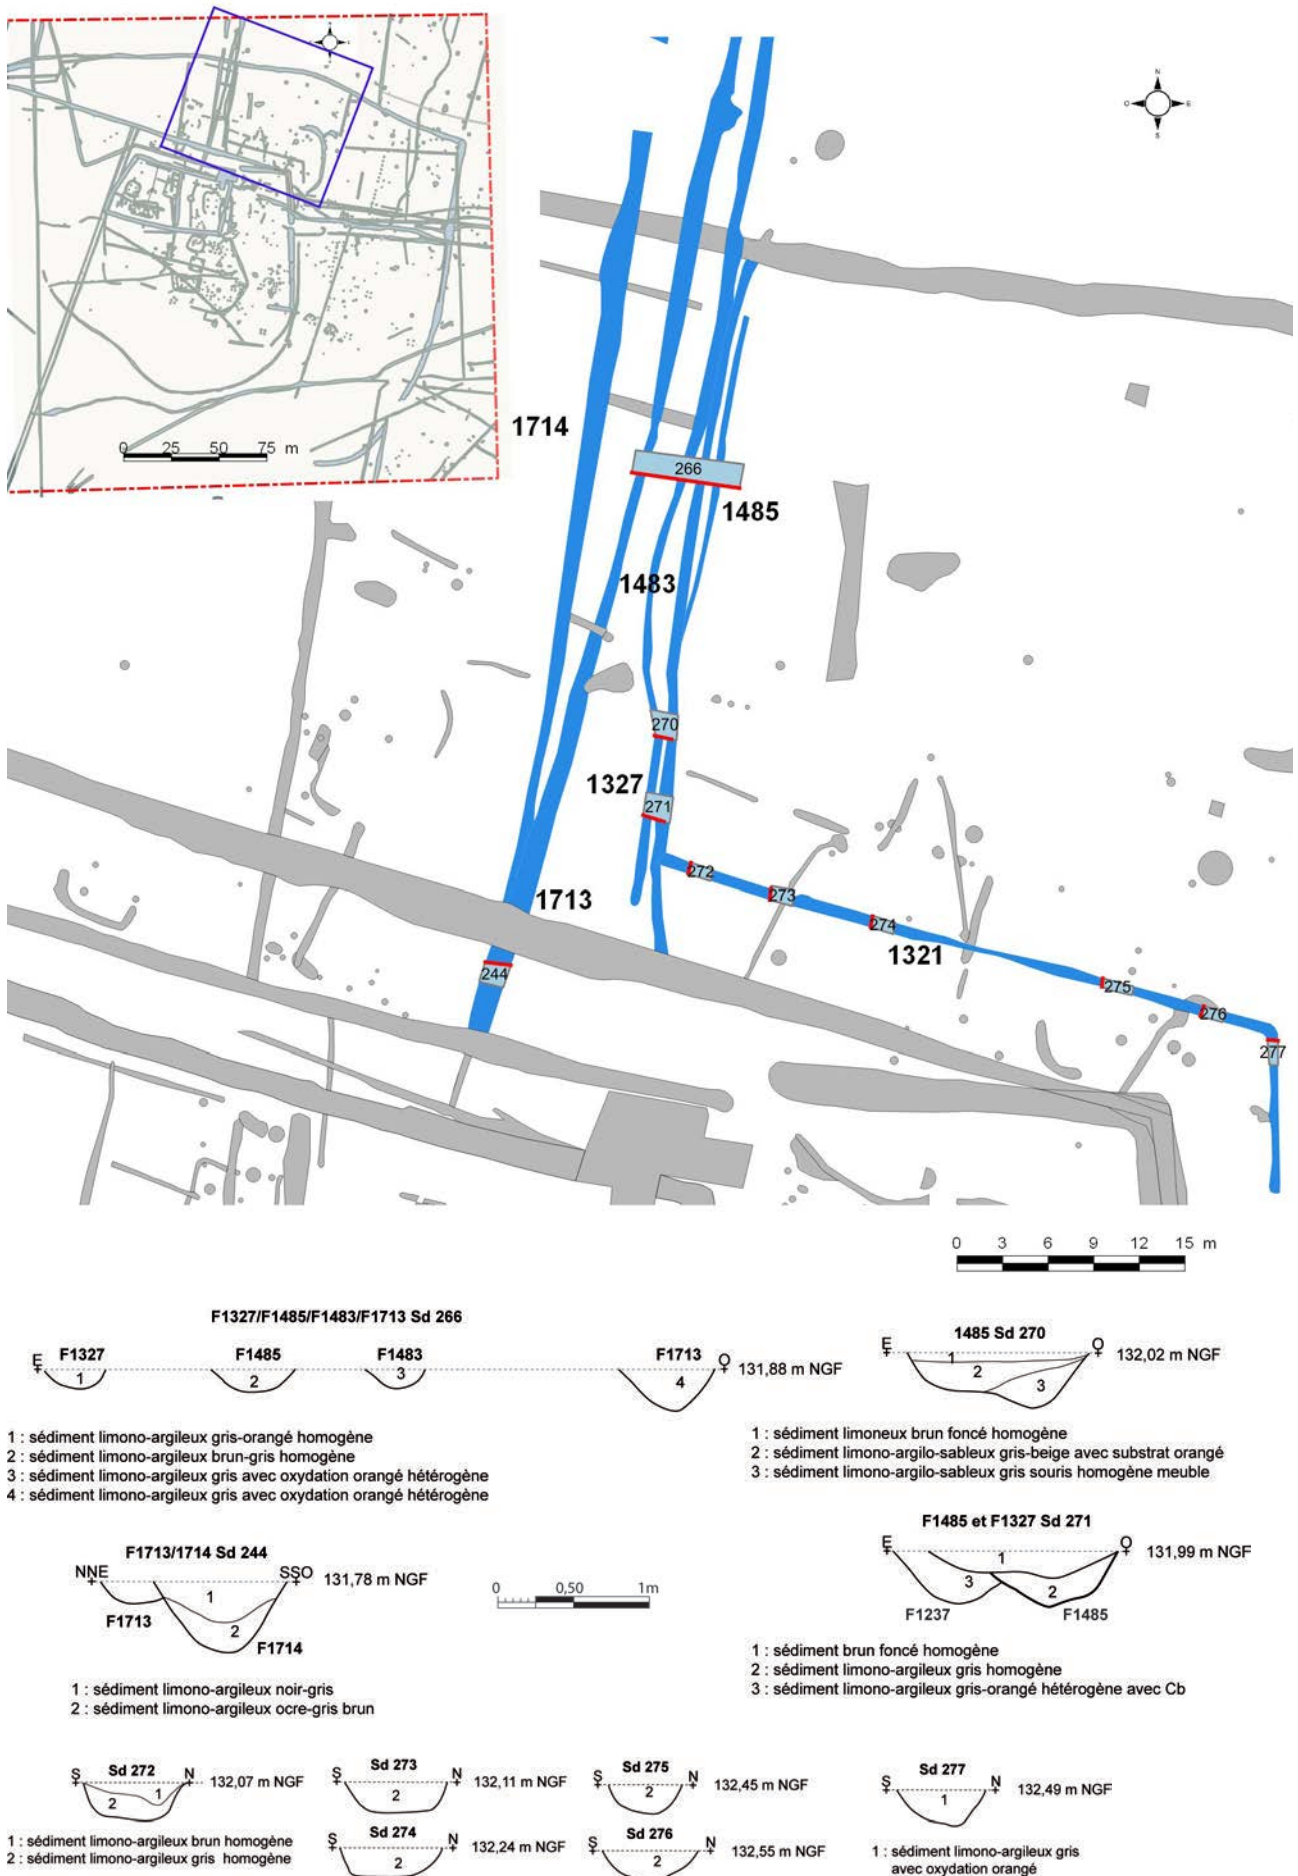 0 25 50 75 m
N
O E
S
1714
266
1485
1483
270
1327
271
272
273
1713
274
1321
244
275
276
277
0 3 6 9 12 15 m
F1327/F1485/F1483/F1713 Sd 266
E F1327 F1485 F1483 F1713 O 131,88 m NGF
1 2 3 4
1 : sédiment limono-argileux gris-orangé homogène
2 : sédiment limono-argileux brun-gris homogène
3 : sédiment limono-argileux gris avec oxydation orangé hétérogène
4 : sédiment limono-argileux gris avec oxydation orangé hétérogène
1485 Sd 270
E O 132,02 m NGF
1
2
3
1 : sédiment limoneux brun foncé homogène
2 : sédiment limono-argilo-sableux gris-beige avec substrat orangé
3 : sédiment limono-argilo-sableux gris souris homogène meuble
F1713/1714 Sd 244
NNE SSO 131,78 m NGF
1
F1713 2 F1714
1 : sédiment limono-argileux noir-gris
2 : sédiment limono-argileux ocre-gris brun
0 0,50 1m
F1485 et F1327 Sd 271
E O 131,99 m NGF
1
3 2
F1237 F1485
1 : sédiment brun foncé homogène
2 : sédiment limono-argileux gris homogène
3 : sédiment limono-argileux gris-orangé hétérogène avec Cb
Sd 272
S N 132,07 m NGF
2 1
1 : sédiment limono-argileux brun homogène
2 : sédiment limono-argileux gris homogène
Sd 273
S N 132,11 m NGF
2
Sd 274
S N 132,24 m NGF
2
Sd 275
S N 132,45 m NGF
2
Sd 276
S N 132,55 m NGF
2
Sd 277
S N 132,49 m NGF
1
1 : sédiment limono-argileux gris
avec oxydation orangé